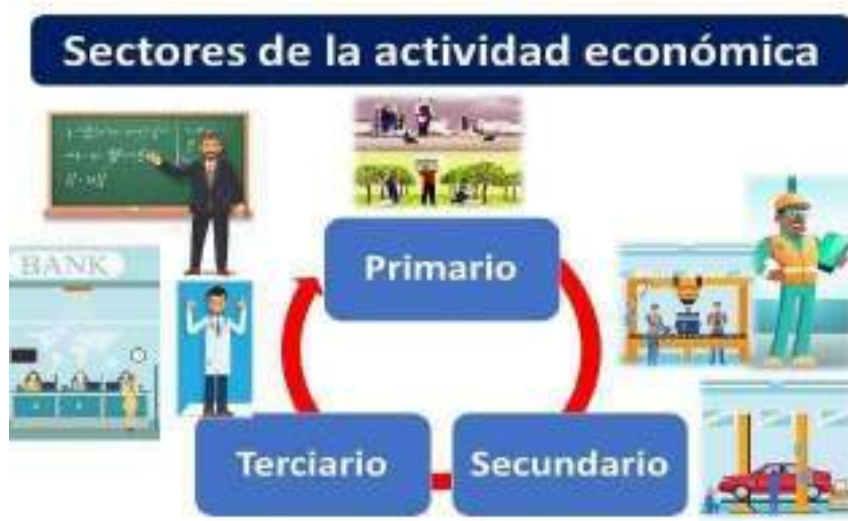 Sectores de la actividad económica
BANK
Primario
Terciario
Secundario